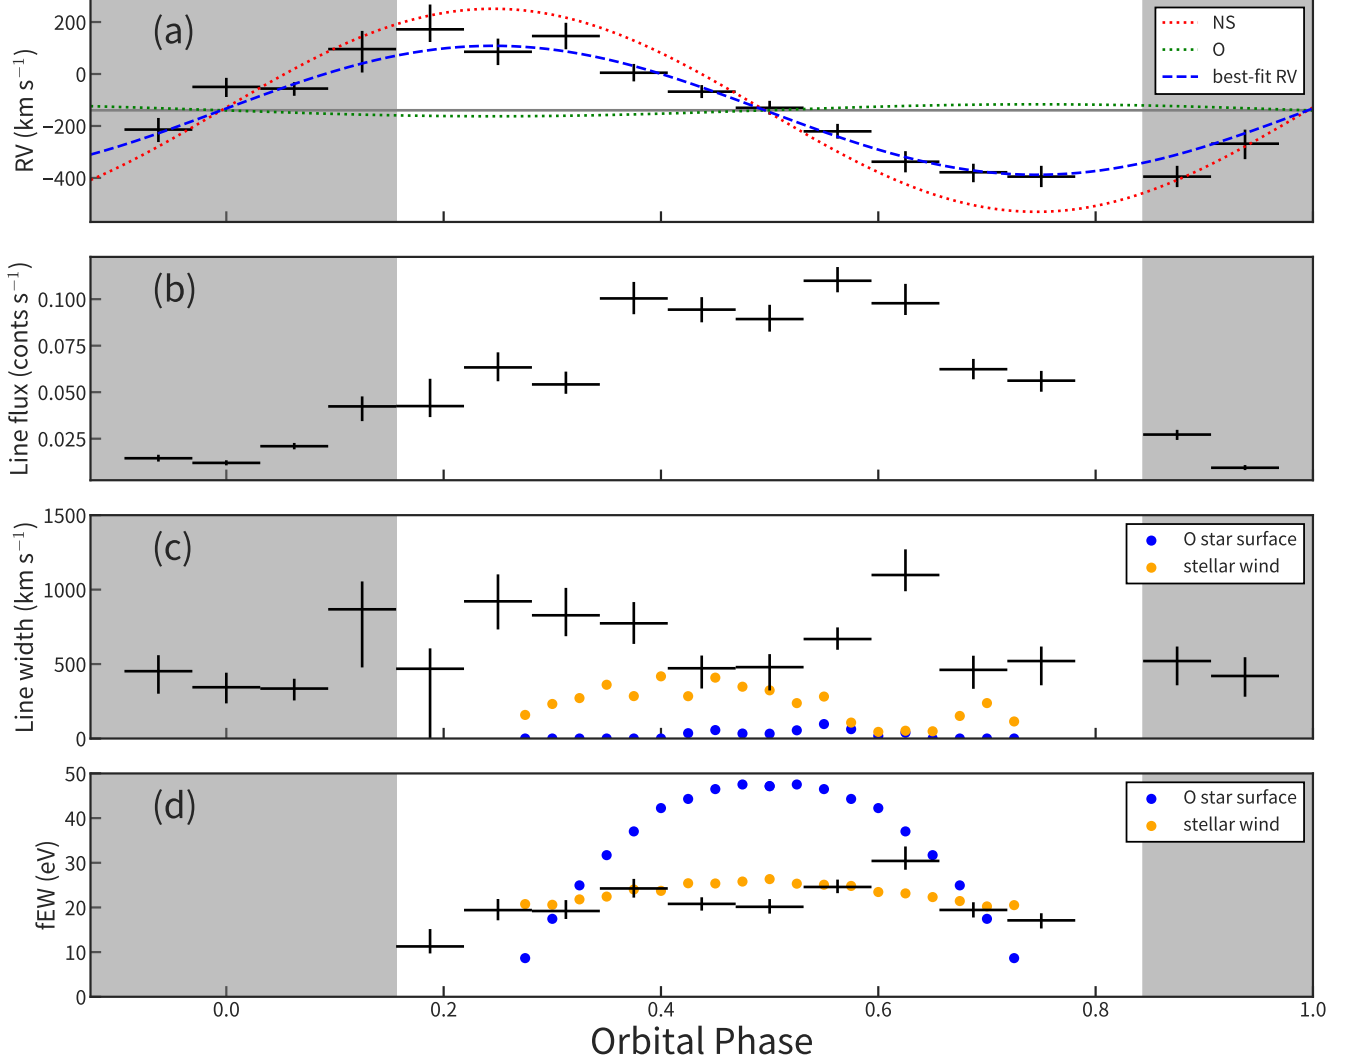 (a)
RV (km s⁻¹)
200
0
−200
−400
NS
O
best-fit RV
(b)
Line flux (conts s⁻¹)
0.100
0.075
0.050
0.025
(c)
Line width (km s⁻¹)
1500
1000
500
0
O star surface
stellar wind
(d)
fEW (eV)
50
40
30
20
10
0
O star surface
stellar wind
0.0 0.2 0.4 0.6 0.8 1.0
Orbital Phase